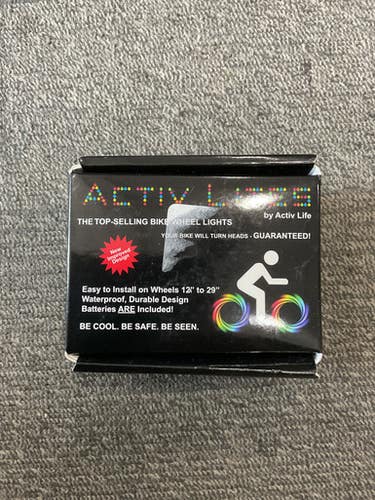 ACTIV LIFE
by Activ Life
THE TOP-SELLING BIKE WHEEL LIGHTS
YOUR BIKE WILL TURN HEADS - GUARANTEED!
New
Improved
Design
Easy to Install on Wheels 12" to 29"
Waterproof, Durable Design
Batteries ARE Included!
BE COOL. BE SAFE. BE SEEN.